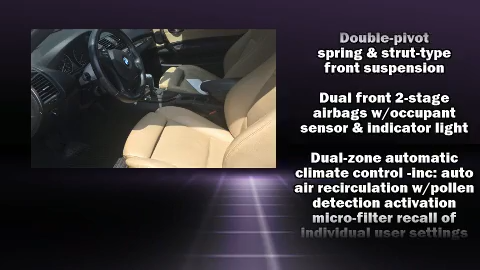 Double-pivot
spring & strut-type
front suspension
Dual front 2-stage
airbags w/occupant
sensor & indicator light
Dual-zone automatic
climate control -inc: auto
air recirculation w/pollen
detection activation
micro-filter recall of
individual user settings